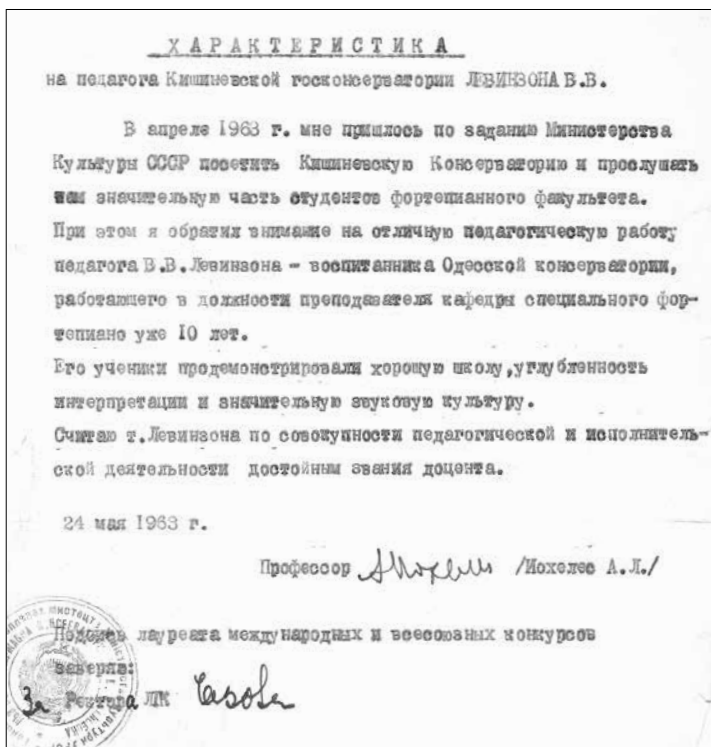 ХАРАКТЕРИСТИКА
на педагога Кишиневской госконсерватории ЛЕВИНЗОНА В.В.
В апреле 1963 г. мне пришлось по заданию Министерства
Культуры СССР посетить Кишиневскую Консерваторию и прослушать
там значительную часть студентов фортепианного факультета.
При этом я обратил внимание на отличную педагогическую работу
педагога В.В.Левинзона - воспитанника Одесской консерватории,
работающего в должности преподавателя кафедры специального фор-
тепиано уже 10 лет.
Его ученики продемонстрировали хорошую школу, углубленность
интерпретации и значительную звуковую культуру.
Считаю т.Левинзона по совокупности педагогической и исполнитель-
ской деятельности достойным звания доцента.
24 мая 1963 г.
Профессор /Иохелес А.Л./
Подпись лауреата международных и всесоюзных конкурсов
заверяю:
За Ректора